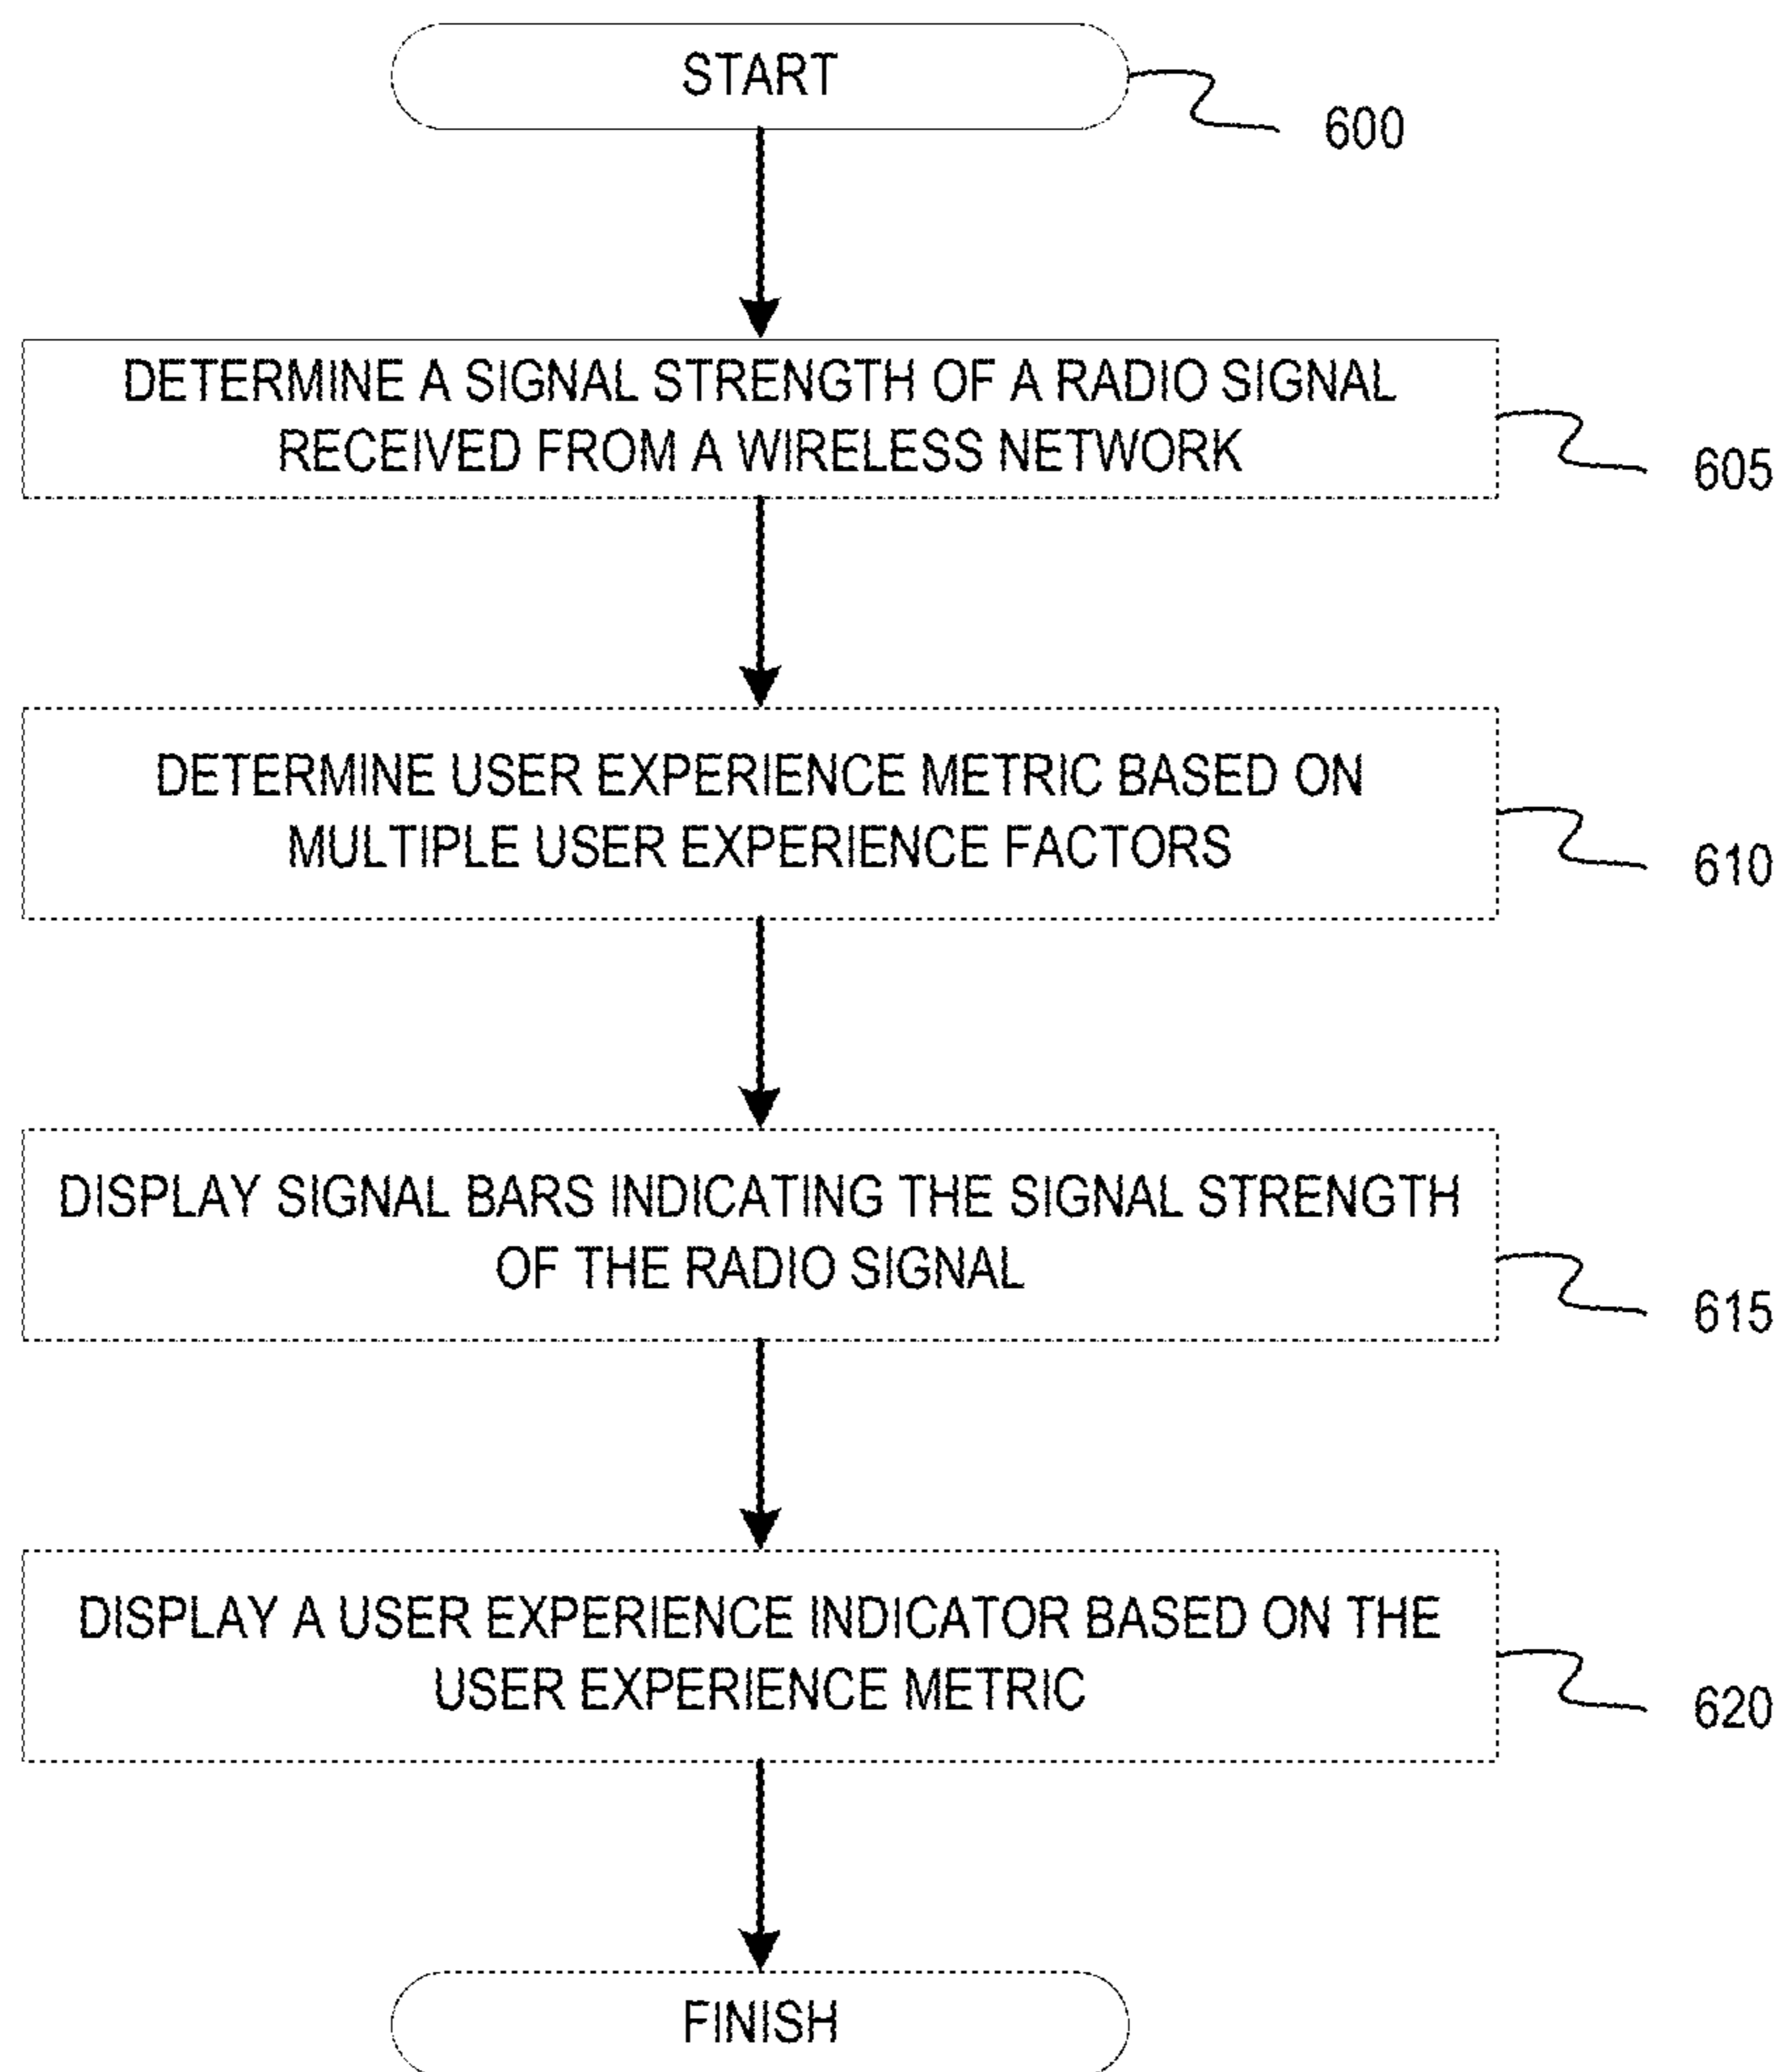 START
600
DETERMINE A SIGNAL STRENGTH OF A RADIO SIGNAL
RECEIVED FROM A WIRELESS NETWORK
605
DETERMINE USER EXPERIENCE METRIC BASED ON
MULTIPLE USER EXPERIENCE FACTORS
610
DISPLAY SIGNAL BARS INDICATING THE SIGNAL STRENGTH
OF THE RADIO SIGNAL
615
DISPLAY A USER EXPERIENCE INDICATOR BASED ON THE
USER EXPERIENCE METRIC
620
FINISH